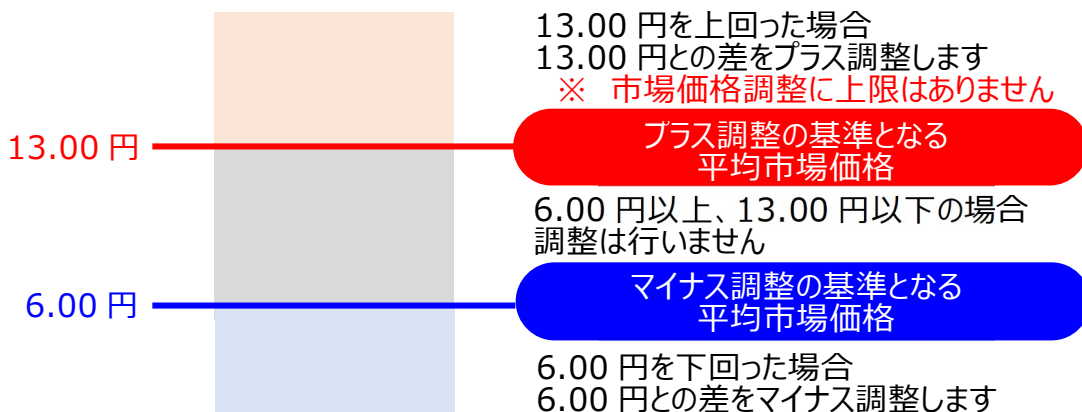 13.00 円を上回った場合
13.00 円との差をプラス調整します
※ 市場価格調整に上限はありません
13.00 円
プラス調整の基準となる
平均市場価格
6.00 円以上、13.00 円以下の場合
調整は行いません
6.00 円
マイナス調整の基準となる
平均市場価格
6.00 円を下回った場合
6.00 円との差をマイナス調整します